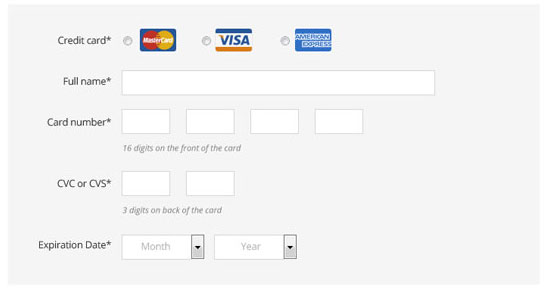 Credit card* MasterCard VISA AMERICAN EXPRESS
Full name*
Card number*
16 digits on the front of the card
CVC or CVS*
3 digits on back of the card
Expiration Date* Month Year